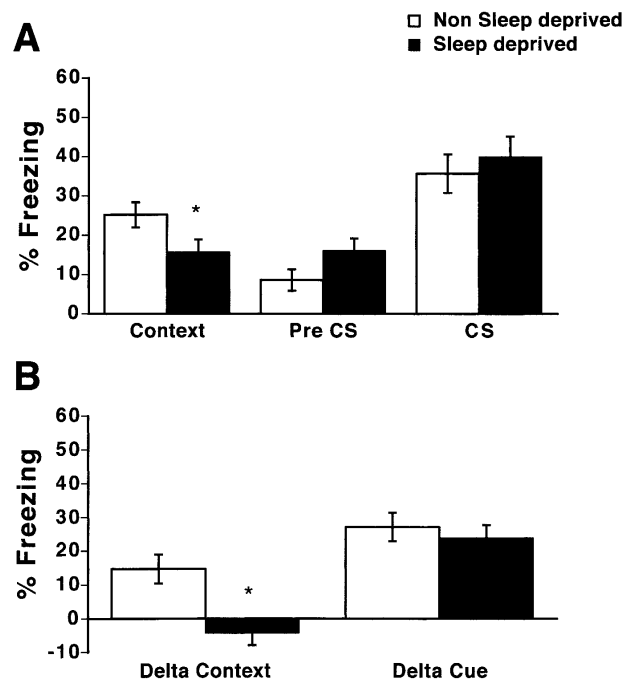 A
Non Sleep deprived
Sleep deprived
% Freezing
60
50
40
30
20
10
0
*
Context
Pre CS
CS
B
% Freezing
60
50
40
30
20
10
0
-10
*
Delta Context
Delta Cue